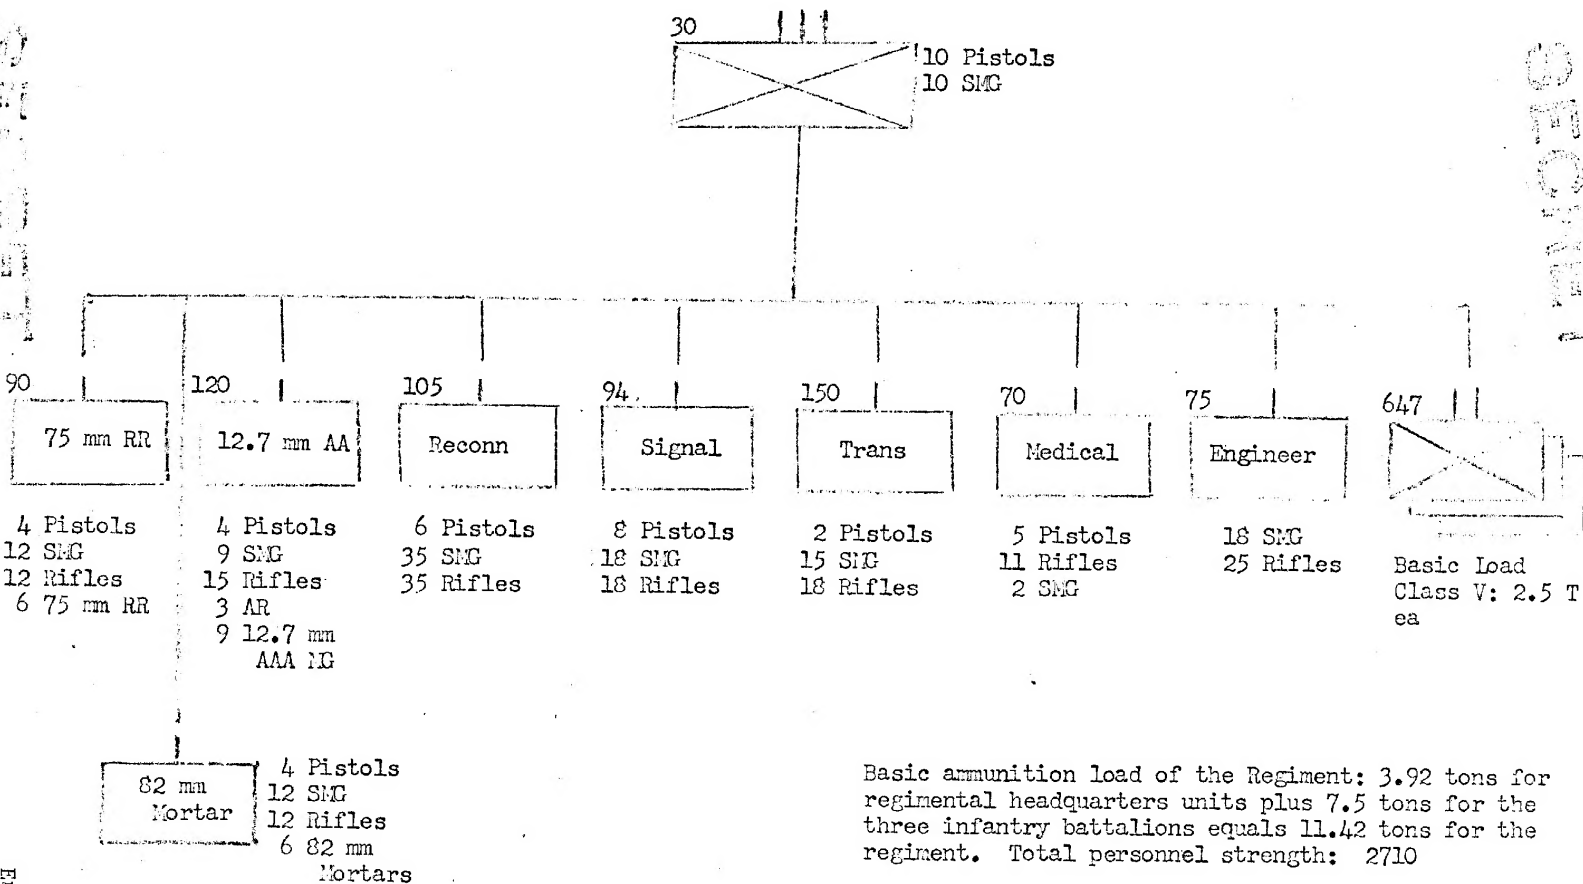 30
10 Pistols
10 SMG
SECRET
90
75 mm RR
4 Pistols
12 SMG
12 Rifles
6 75 mm RR
120
12.7 mm AA
4 Pistols
9 SMG
15 Rifles
3 AR
9 12.7 mm
AAA MG
105
Reconn
6 Pistols
35 SMG
35 Rifles
94
Signal
8 Pistols
18 SMG
18 Rifles
150
Trans
2 Pistols
15 SMG
18 Rifles
70
Medical
5 Pistols
11 Rifles
2 SMG
75
Engineer
18 SMG
25 Rifles
647
Basic Load
Class V: 2.5 T
ea
82 mm
Mortar
4 Pistols
12 SMG
12 Rifles
6 82 mm
Mortars
Basic ammunition load of the Regiment: 3.92 tons for
regimental headquarters units plus 7.5 tons for the
three infantry battalions equals 11.42 tons for the
regiment. Total personnel strength: 2710